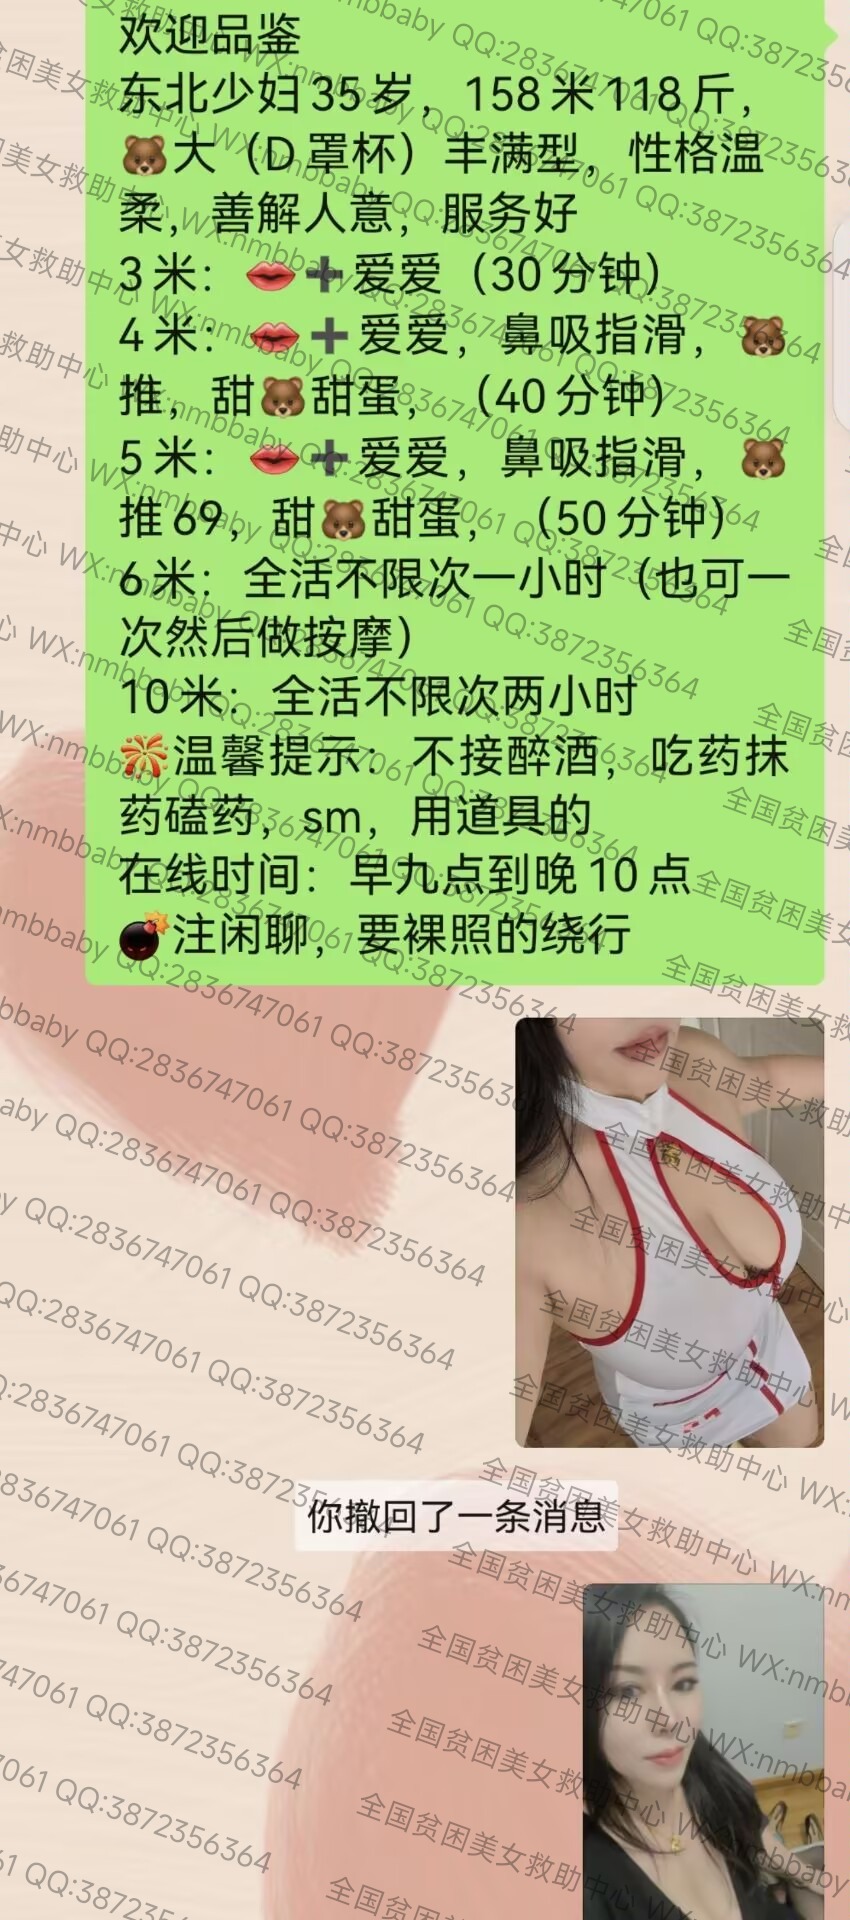 欢迎品鉴
东北少妇35岁，158米118斤，
🐻大（D罩杯）丰满型，性格温
柔，善解人意，服务好
3米：👄➕爱爱（30分钟）
4米：👄➕爱爱，鼻吸指滑，🐻
推，甜🐻甜蛋，（40分钟）
5米：👄➕爱爱，鼻吸指滑，🐻
推69，甜🐻甜蛋，（50分钟）
6米：全活不限次一小时（也可一
次然后做按摩）
10米：全活不限次两小时
🎆温馨提示：不接醉酒，吃药抹
药磕药，sm，用道具的
在线时间：早九点到晚10点
💣注闲聊，要裸照的绕行
你撤回了一条消息
全国贫困美女救助中心 WX:nmbbaby QQ:2836747061 QQ:3872356364